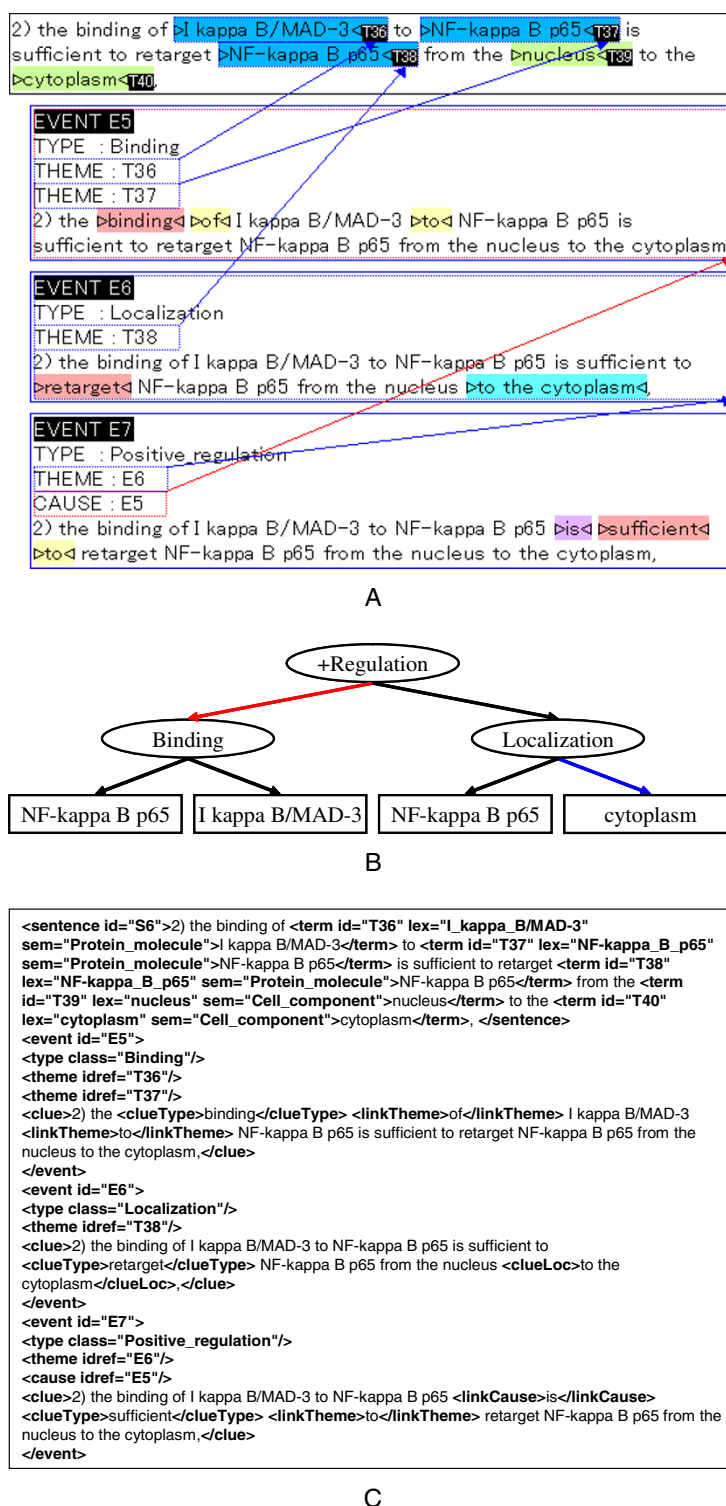 2) the binding of ▷I kappa B/MAD-3◁T36 to ▷NF-kappa B p65◁T37 is
sufficient to retarget ▷NF-kappa B p65◁T38 from the ▷nucleus◁T39 to the
▷cytoplasm◁T40,
EVENT E5
TYPE : Binding
THEME : T36
THEME : T37
2) the ▷binding◁ ▷of◁ I kappa B/MAD-3 ▷to◁ NF-kappa B p65 is
sufficient to retarget NF-kappa B p65 from the nucleus to the cytoplasm
EVENT E6
TYPE : Localization
THEME : T38
2) the binding of I kappa B/MAD-3 to NF-kappa B p65 is sufficient to
▷retarget◁ NF-kappa B p65 from the nucleus ▷to the cytoplasm◁,
EVENT E7
TYPE : Positive_regulation
THEME : E6
CAUSE : E5
2) the binding of I kappa B/MAD-3 to NF-kappa B p65 ▷is◁ ▷sufficient◁
▷to◁ retarget NF-kappa B p65 from the nucleus to the cytoplasm,
A
+Regulation
Binding Localization
NF-kappa B p65 I kappa B/MAD-3 NF-kappa B p65 cytoplasm
B
<sentence id="S6">2) the binding of <term id="T36" lex="I_kappa_B/MAD-3"
sem="Protein_molecule">I kappa B/MAD-3</term> to <term id="T37" lex="NF-kappa_B_p65"
sem="Protein_molecule">NF-kappa B p65</term> is sufficient to retarget <term id="T38"
lex="NF-kappa_B_p65" sem="Protein_molecule">NF-kappa B p65</term> from the <term
id="T39" lex="nucleus" sem="Cell_component">nucleus</term> to the <term id="T40"
lex="cytoplasm" sem="Cell_component">cytoplasm</term>, </sentence>
<event id="E5">
<type class="Binding"/>
<theme idref="T36"/>
<theme idref="T37"/>
<clue>2) the <clueType>binding</clueType> <linkTheme>of</linkTheme> I kappa B/MAD-3
<linkTheme>to</linkTheme> NF-kappa B p65 is sufficient to retarget NF-kappa B p65 from the
nucleus to the cytoplasm,</clue>
</event>
<event id="E6">
<type class="Localization"/>
<theme idref="T38"/>
<clue>2) the binding of I kappa B/MAD-3 to NF-kappa B p65 is sufficient to
<clueType>retarget</clueType> NF-kappa B p65 from the nucleus <clueLoc>to the
cytoplasm</clueLoc>,</clue>
</event>
<event id="E7">
<type class="Positive_regulation"/>
<theme idref="E6"/>
<cause idref="E5"/>
<clue>2) the binding of I kappa B/MAD-3 to NF-kappa B p65 <linkCause>is</linkCause>
<clueType>sufficient</clueType> <linkTheme>to</linkTheme> retarget NF-kappa B p65 from the
nucleus to the cytoplasm,</clue>
</event>
C